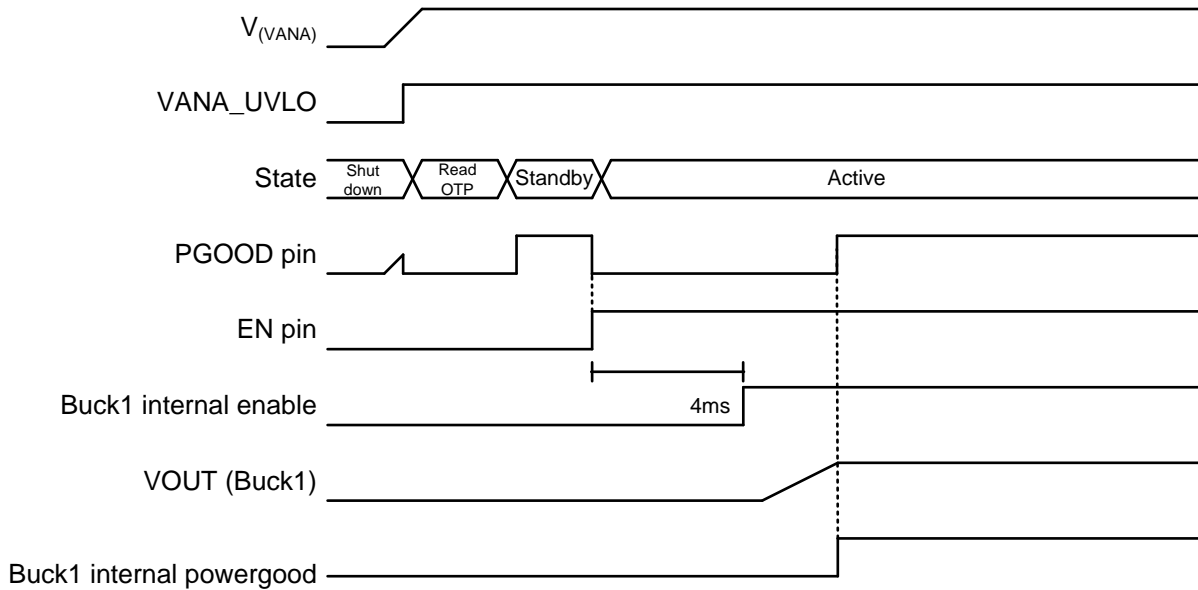 V(VANA)
VANA_UVLO
State
Shut
down
Read
OTP
Standby
Active
PGOOD pin
EN pin
Buck1 internal enable
4ms
VOUT (Buck1)
Buck1 internal powergood